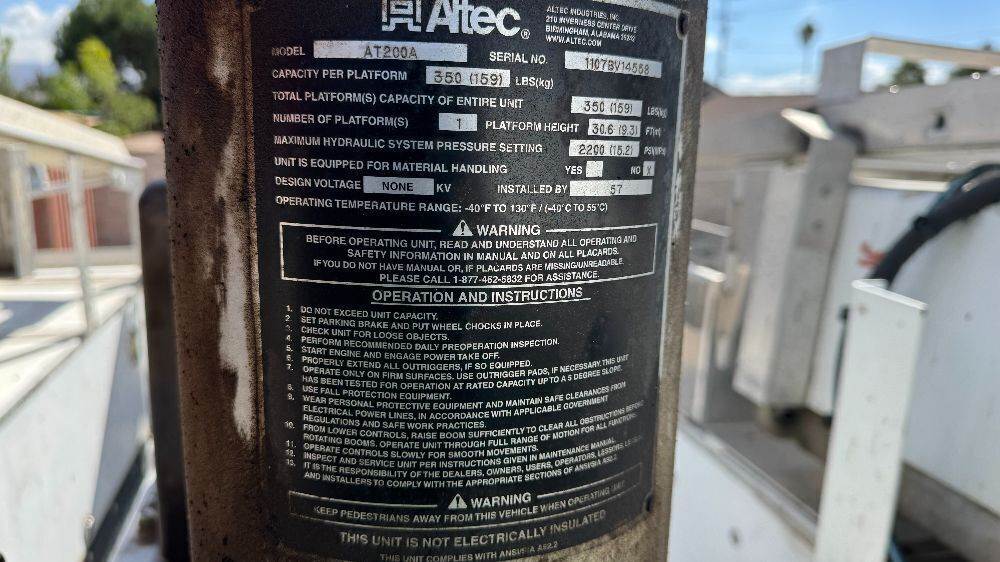 Altec®
ALTEC INDUSTRIES, INC.
210 INVERNESS CENTER DRIVE
BIRMINGHAM, ALABAMA 35242
WWW.ALTEC.COM
MODEL AT200A SERIAL NO. 1107BV14568
CAPACITY PER PLATFORM 350 (159) LBS(kg)
TOTAL PLATFORM(S) CAPACITY OF ENTIRE UNIT 350 (159) LBS(kg)
NUMBER OF PLATFORM(S) 1 PLATFORM HEIGHT 30.6 (9.3) FT(m)
MAXIMUM HYDRAULIC SYSTEM PRESSURE SETTING 2200 (15.2)
UNIT IS EQUIPPED FOR MATERIAL HANDLING YES NO X
DESIGN VOLTAGE NONE KV INSTALLED BY 57
OPERATING TEMPERATURE RANGE: -40°F TO 130°F / (-40°C TO 55°C)
WARNING
BEFORE OPERATING UNIT, READ AND UNDERSTAND ALL OPERATING AND
SAFETY INFORMATION IN MANUAL AND ON ALL PLACARDS.
IF YOU DO NOT HAVE MANUAL OR, IF PLACARDS ARE MISSING/UNREADABLE,
PLEASE CALL 1-877-462-5832 FOR ASSISTANCE.
OPERATION AND INSTRUCTIONS
1. DO NOT EXCEED UNIT CAPACITY.
2. SET PARKING BRAKE AND PUT WHEEL CHOCKS IN PLACE.
3. CHECK UNIT FOR LOOSE OBJECTS.
4. PERFORM RECOMMENDED DAILY PREOPERATION INSPECTION.
5. START ENGINE AND ENGAGE POWER TAKE OFF.
6. PROPERLY EXTEND ALL OUTRIGGERS, IF SO EQUIPPED.
7. OPERATE ONLY ON FIRM SURFACES. USE OUTRIGGER PADS, IF NECESSARY. THIS UNIT
HAS BEEN TESTED FOR OPERATION AT RATED CAPACITY UP TO A 5 DEGREE SLOPE.
8. USE FALL PROTECTION EQUIPMENT.
9. WEAR PERSONAL PROTECTIVE EQUIPMENT AND MAINTAIN SAFE CLEARANCES FROM
ELECTRICAL POWER LINES, IN ACCORDANCE WITH APPLICABLE GOVERNMENT
REGULATIONS AND SAFE WORK PRACTICES.
10. FROM LOWER CONTROLS, RAISE BOOM SUFFICIENTLY TO CLEAR ALL OBSTRUCTIONS BEFORE
ROTATING BOOMS. OPERATE UNIT THROUGH FULL RANGE OF MOTION FOR ALL FUNCTIONS.
11. OPERATE CONTROLS SLOWLY FOR SMOOTH MOVEMENTS.
12. INSPECT AND SERVICE UNIT PER INSTRUCTIONS GIVEN IN MAINTENANCE MANUAL.
13. IT IS THE RESPONSIBILITY OF THE DEALERS, OWNERS, USERS, OPERATORS, LESSORS,
AND INSTALLERS TO COMPLY WITH THE APPROPRIATE SECTIONS OF ANSI/SIA A92.2.
WARNING
KEEP PEDESTRIANS AWAY FROM THIS VEHICLE WHEN OPERATING UNIT
THIS UNIT IS NOT ELECTRICALLY INSULATED
THIS UNIT COMPLIES WITH ANSI/SIA A92.2